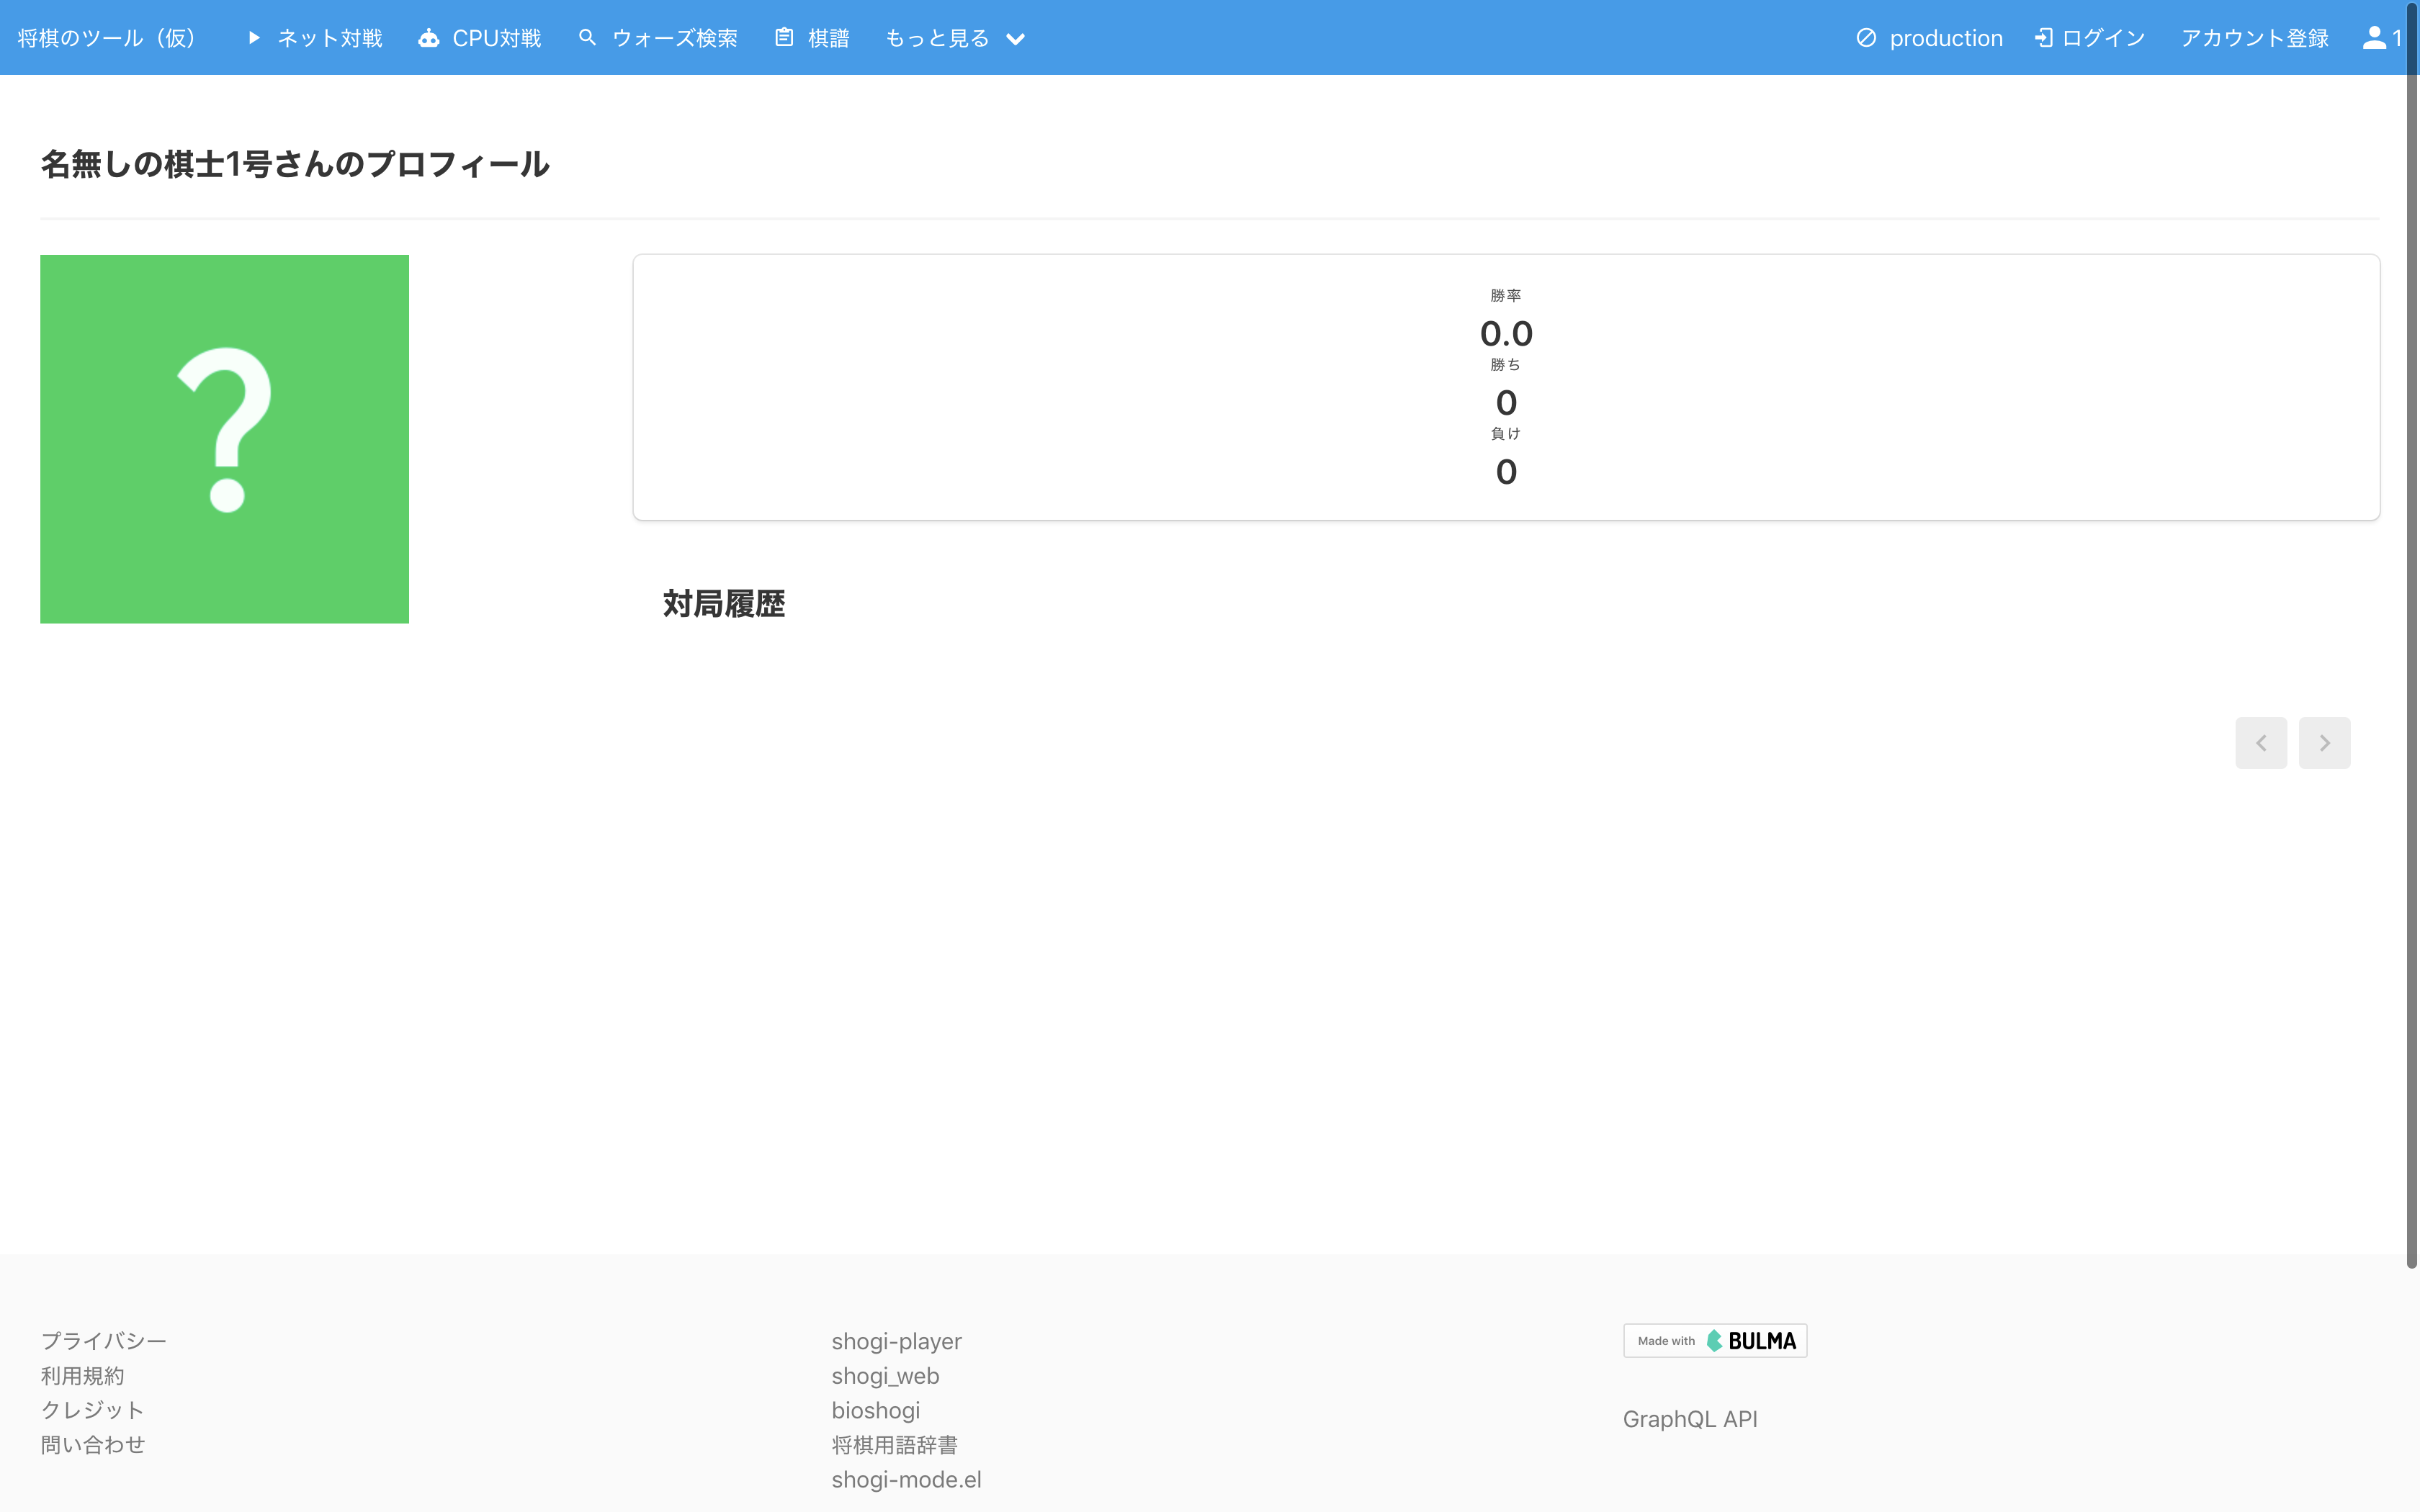 将棋のツール（仮） ネット対戦 CPU対戦 ウォーズ検索 棋譜 もっと見る production ログイン アカウント登録 1
名無しの棋士1号さんのプロフィール
?
勝率
0.0
勝ち
0
負け
0
対局履歴
プライバシー
利用規約
クレジット
問い合わせ
shogi-player
shogi_web
bioshogi
将棋用語辞書
shogi-mode.el
Made with BULMA
GraphQL API